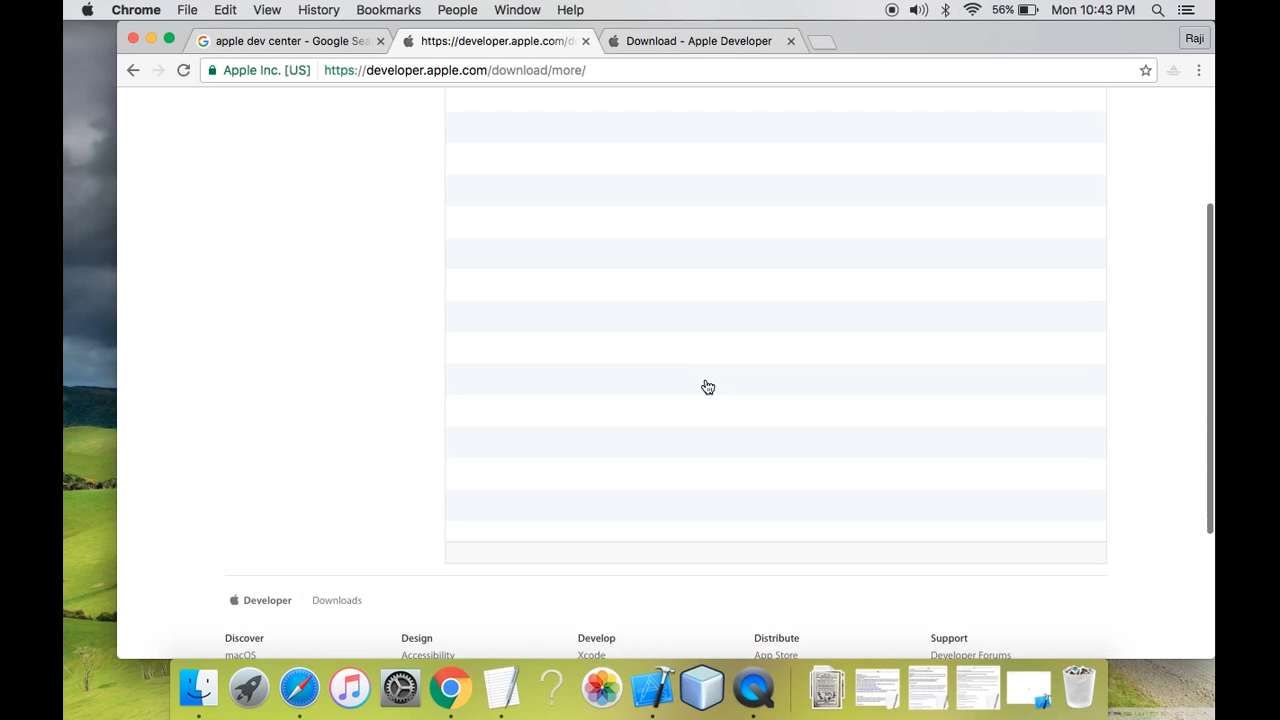 Chrome File Edit View History Bookmarks People Window Help 56% Mon 10:43 PM
apple dev center - Google Sea https://developer.apple.com/d Download - Apple Developer Raji
Apple Inc. [US] https://developer.apple.com/download/more/
Developer Downloads
Discover Design Develop Distribute Support
macOS Accessibility Xcode App Store Developer Forums